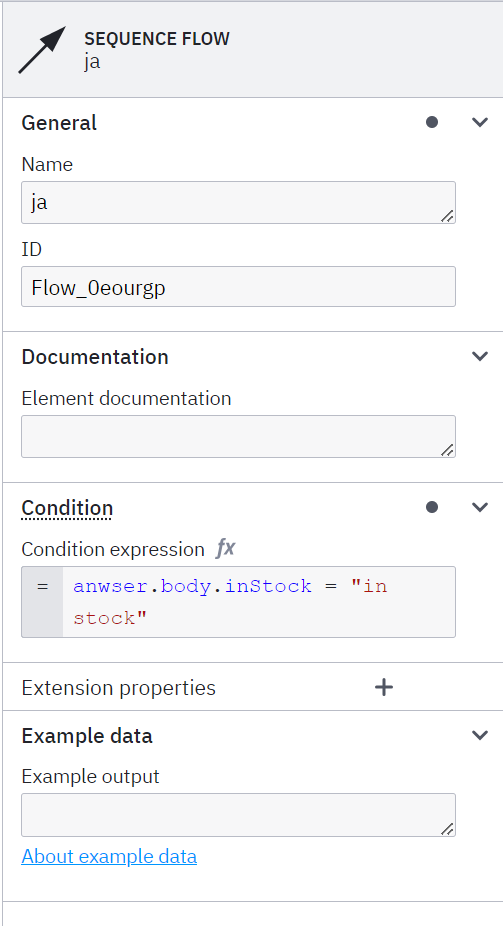 SEQUENCE FLOW
ja
General
Name
ja
ID
Flow_0eourgp
Documentation
Element documentation
Condition
Condition expression fx
= anwser.body.inStock = "in
stock"
Extension properties
Example data
Example output
About example data